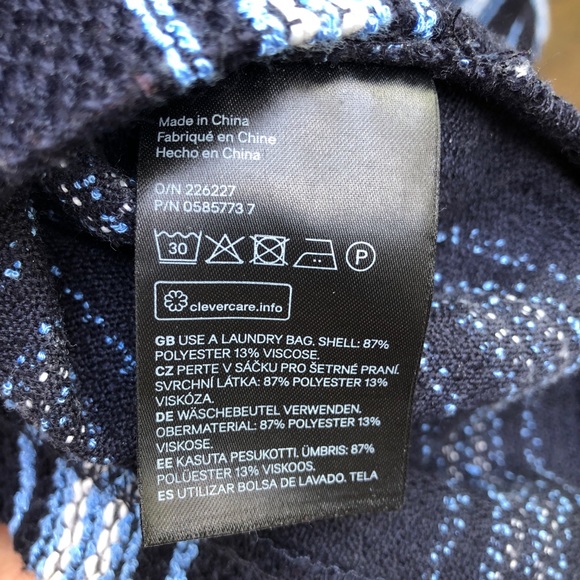 Made in China
Fabriqué en Chine
Hecho en China
O/N 226227
P/N 0585773 7
30
P
clevercare.info
GB USE A LAUNDRY BAG. SHELL: 87%
POLYESTER 13% VISCOSE.
CZ PERTE V SÁČKU PRO ŠETRNÉ PRANÍ.
SVRCHNÍ LÁTKA: 87% POLYESTER 13%
VISKÓZA.
DE WÄSCHEBEUTEL VERWENDEN.
OBERMATERIAL: 87% POLYESTER 13%
VISKOSE.
EE KASUTA PESUKOTTI. ÜMBRIS: 87%
POLÜESTER 13% VISKOOS.
ES UTILIZAR BOLSA DE LAVADO. TELA